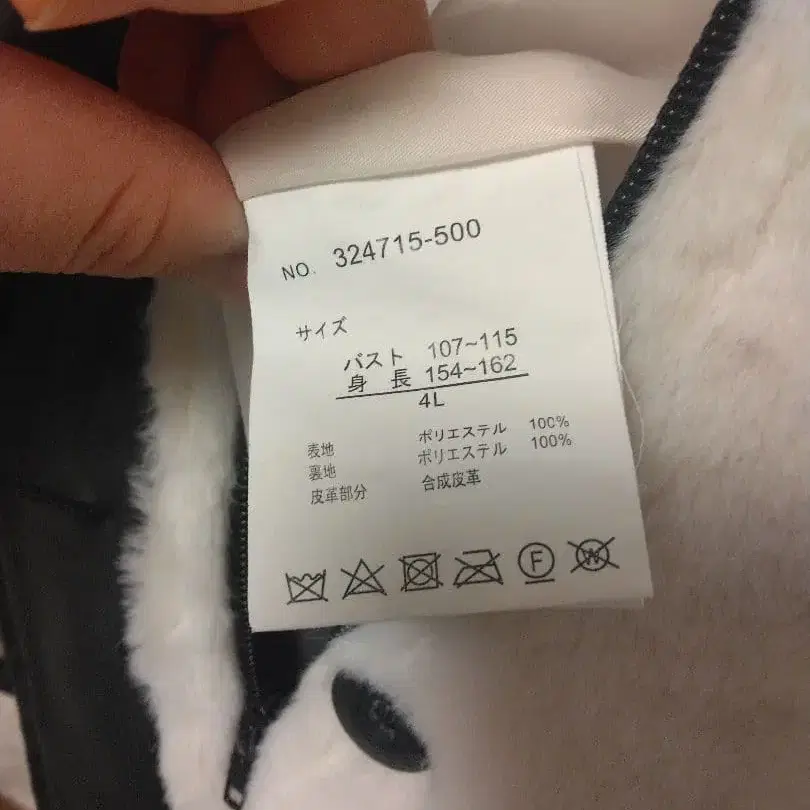 NO. 324715-500
サイズ
バスト 107~115
身 長 154~162
4L
表地 ポリエステル 100%
裏地 ポリエステル 100%
皮革部分 合成皮革
F W